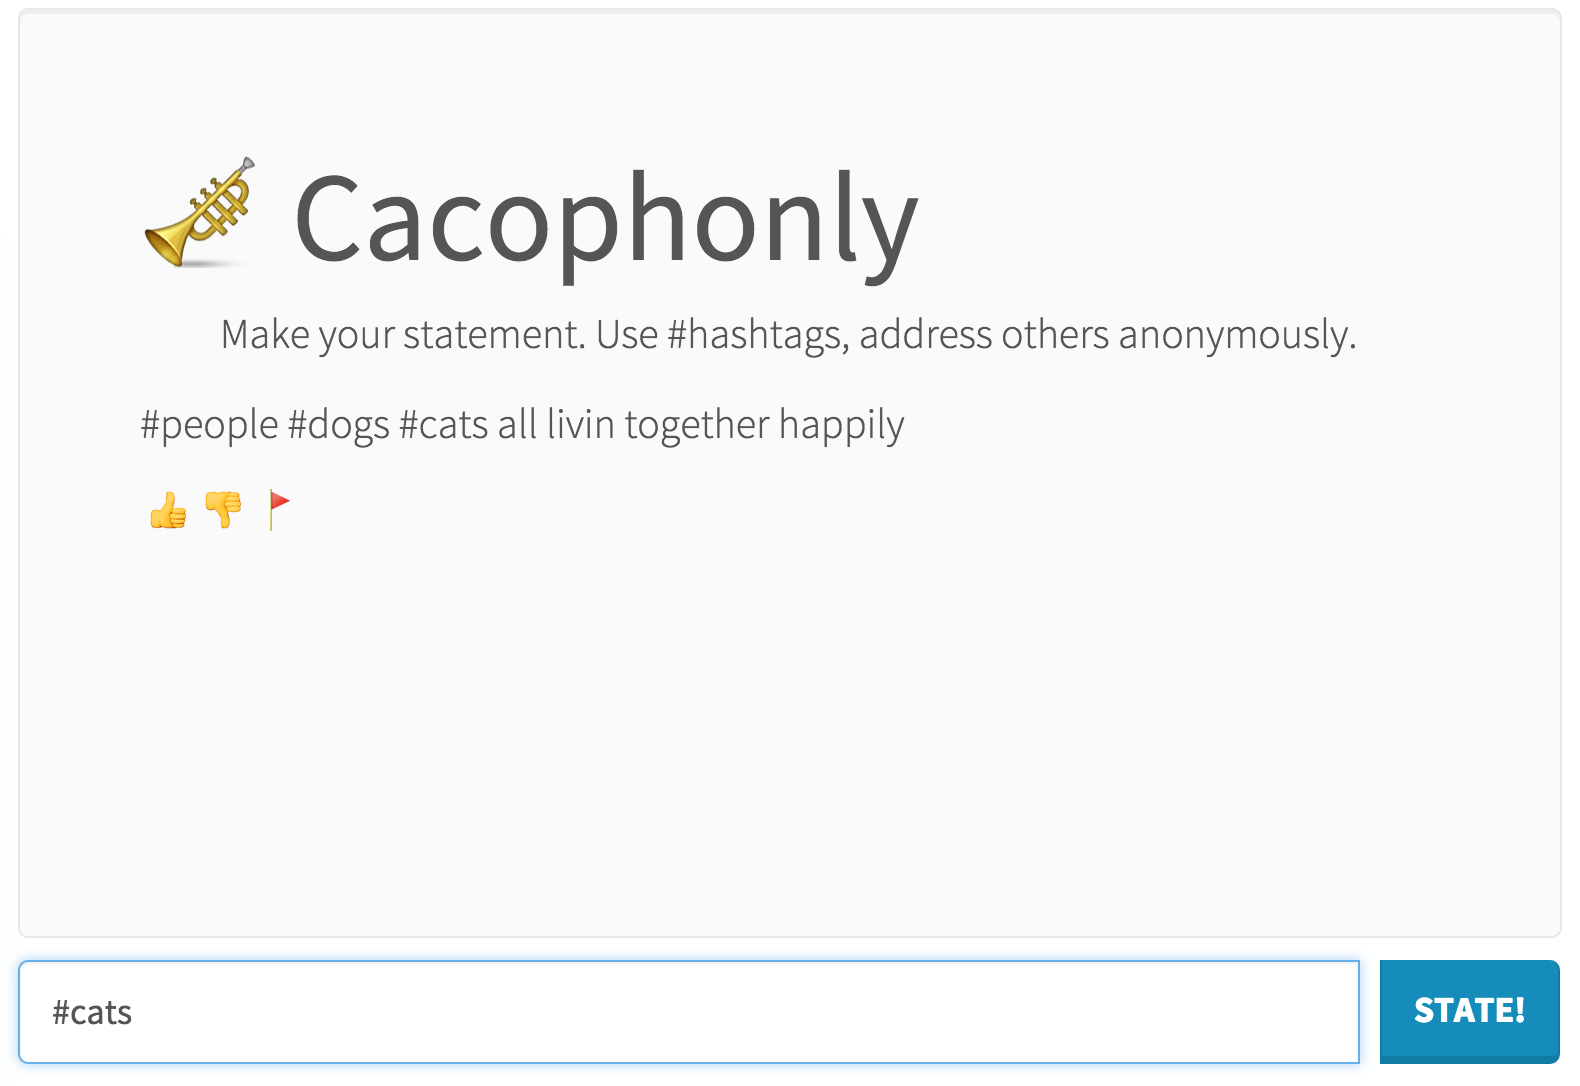 Cacophonly
Make your statement. Use #hashtags, address others anonymously.
#people #dogs #cats all livin together happily
#cats
STATE!